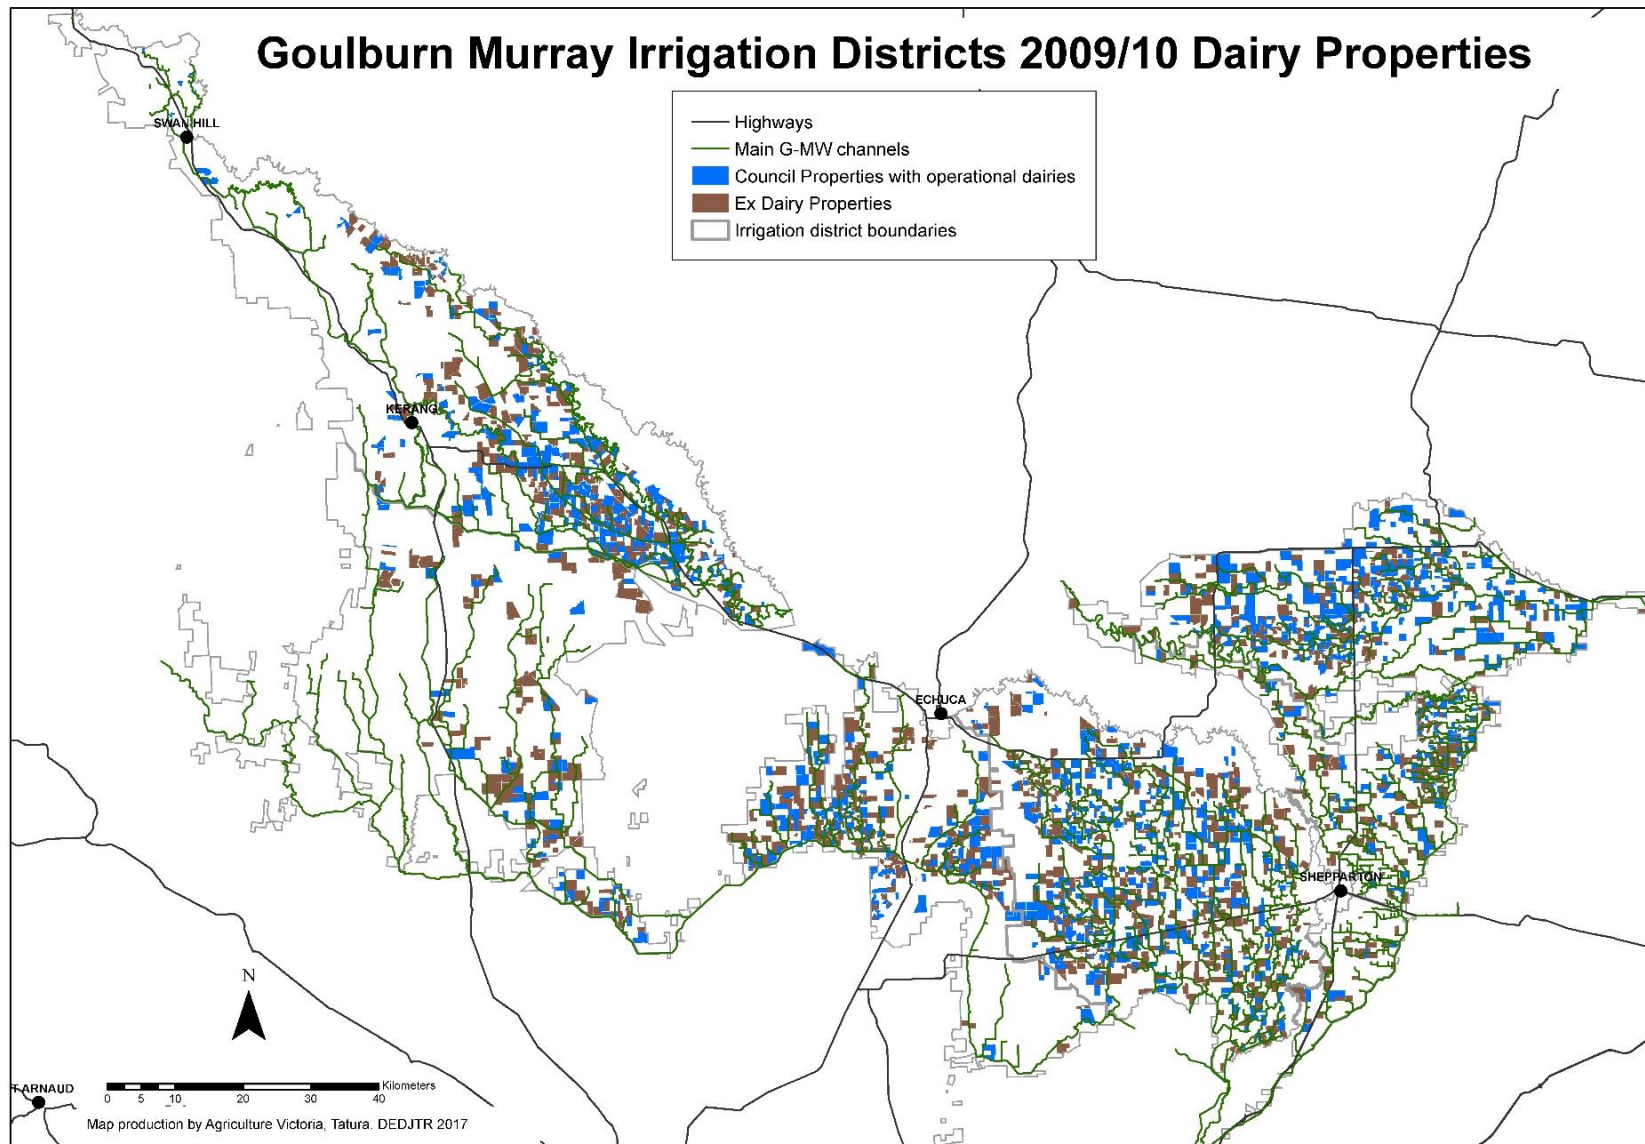 Goulburn Murray Irrigation Districts 2009/10 Dairy Properties
Highways
Main G-MW channels
Council Properties with operational dairies
Ex Dairy Properties
Irrigation district boundaries
SWAN HILL
KERANG
ECHUCA
SHEPPARTON
N
T ARNAUD
Kilometers
0 5 10 20 30 40
Map production by Agriculture Victoria, Tatura. DEDJTR 2017